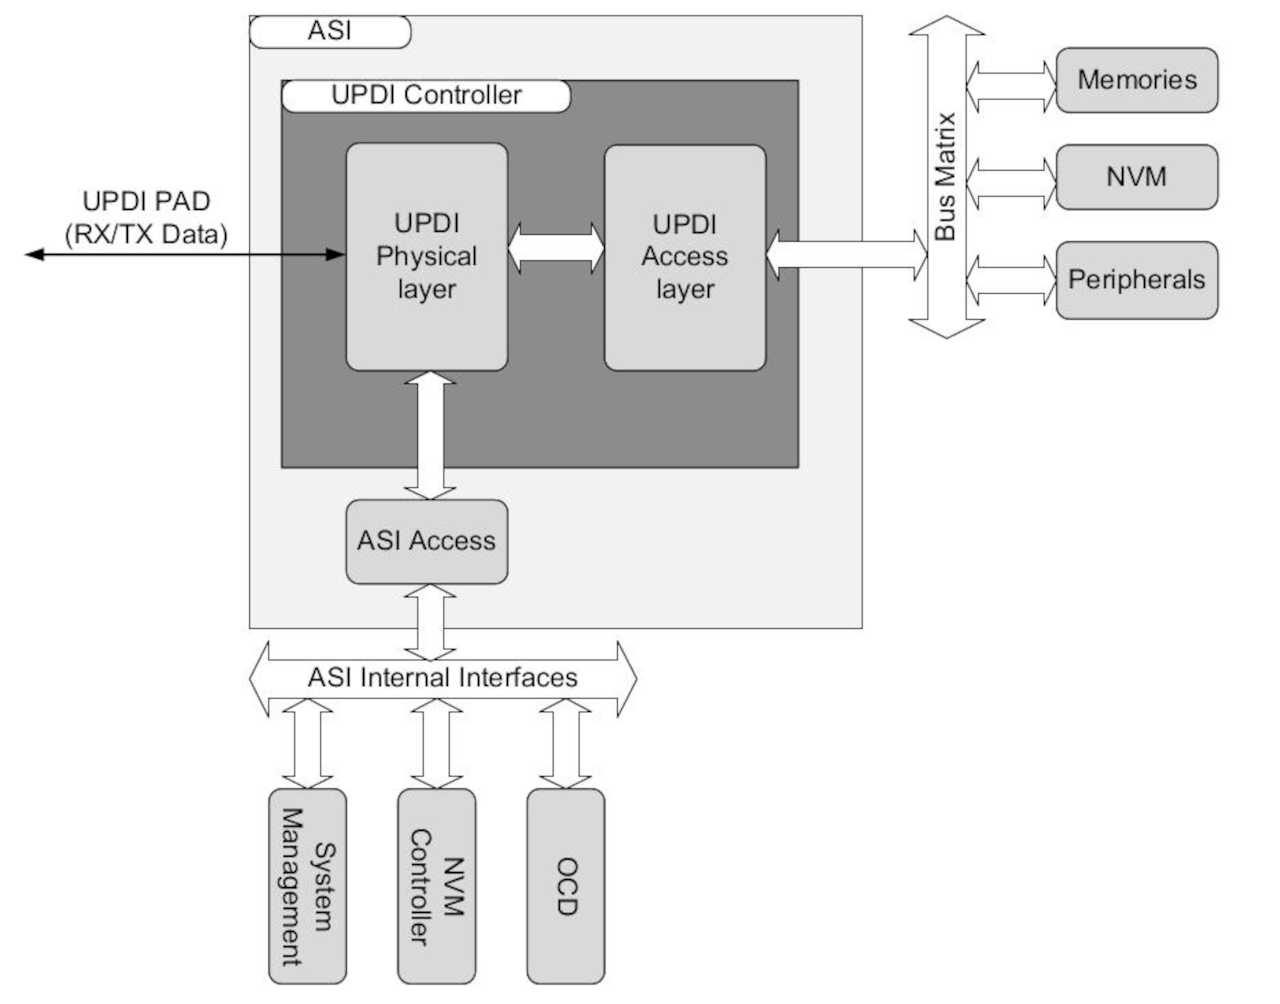 ASI
UPDI Controller
UPDI PAD
(RX/TX Data)
UPDI
Physical
layer
UPDI
Access
layer
Bus Matrix
Memories
NVM
Peripherals
ASI Access
ASI Internal Interfaces
System
Management
NVM
Controller
OCD